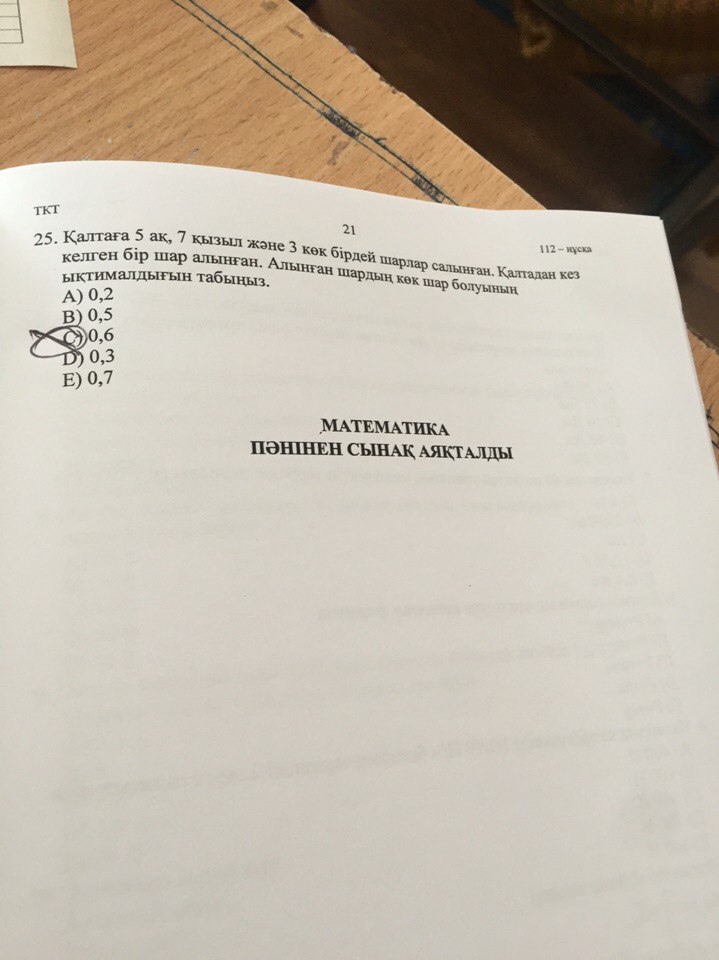 ТКТ
21
112 – нұсқа
25. Қалтаға 5 ақ, 7 қызыл және 3 көк бірдей шарлар салынған. Қалтадан кез
келген бір шар алынған. Алынған шардың көк шар болуының
ықтималдығын табыңыз.
A) 0,2
B) 0,5
C) 0,6
D) 0,3
E) 0,7
МАТЕМАТИКА
ПӘНІНЕН СЫНАҚ АЯҚТАЛДЫ